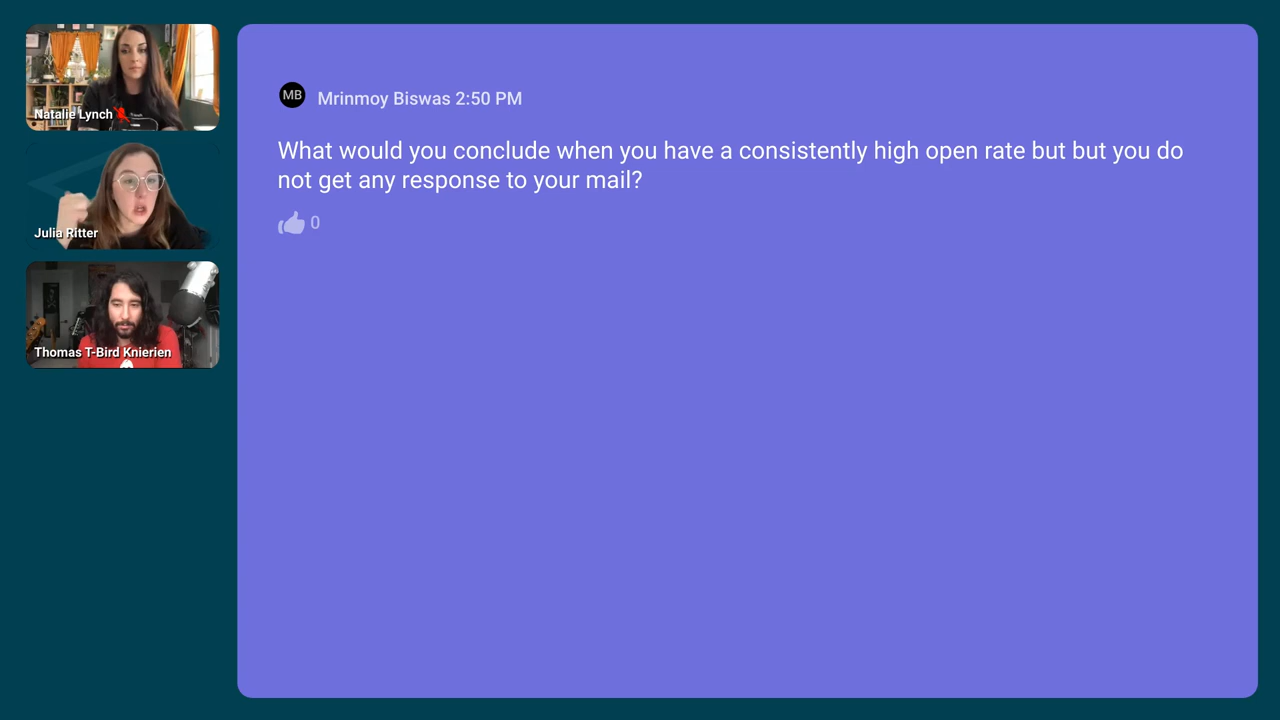 Natalie Lynch
Julia Ritter
Thomas T-Bird Knierien
MB
Mrinmoy Biswas 2:50 PM
What would you conclude when you have a consistently high open rate but but you do
not get any response to your mail?
0